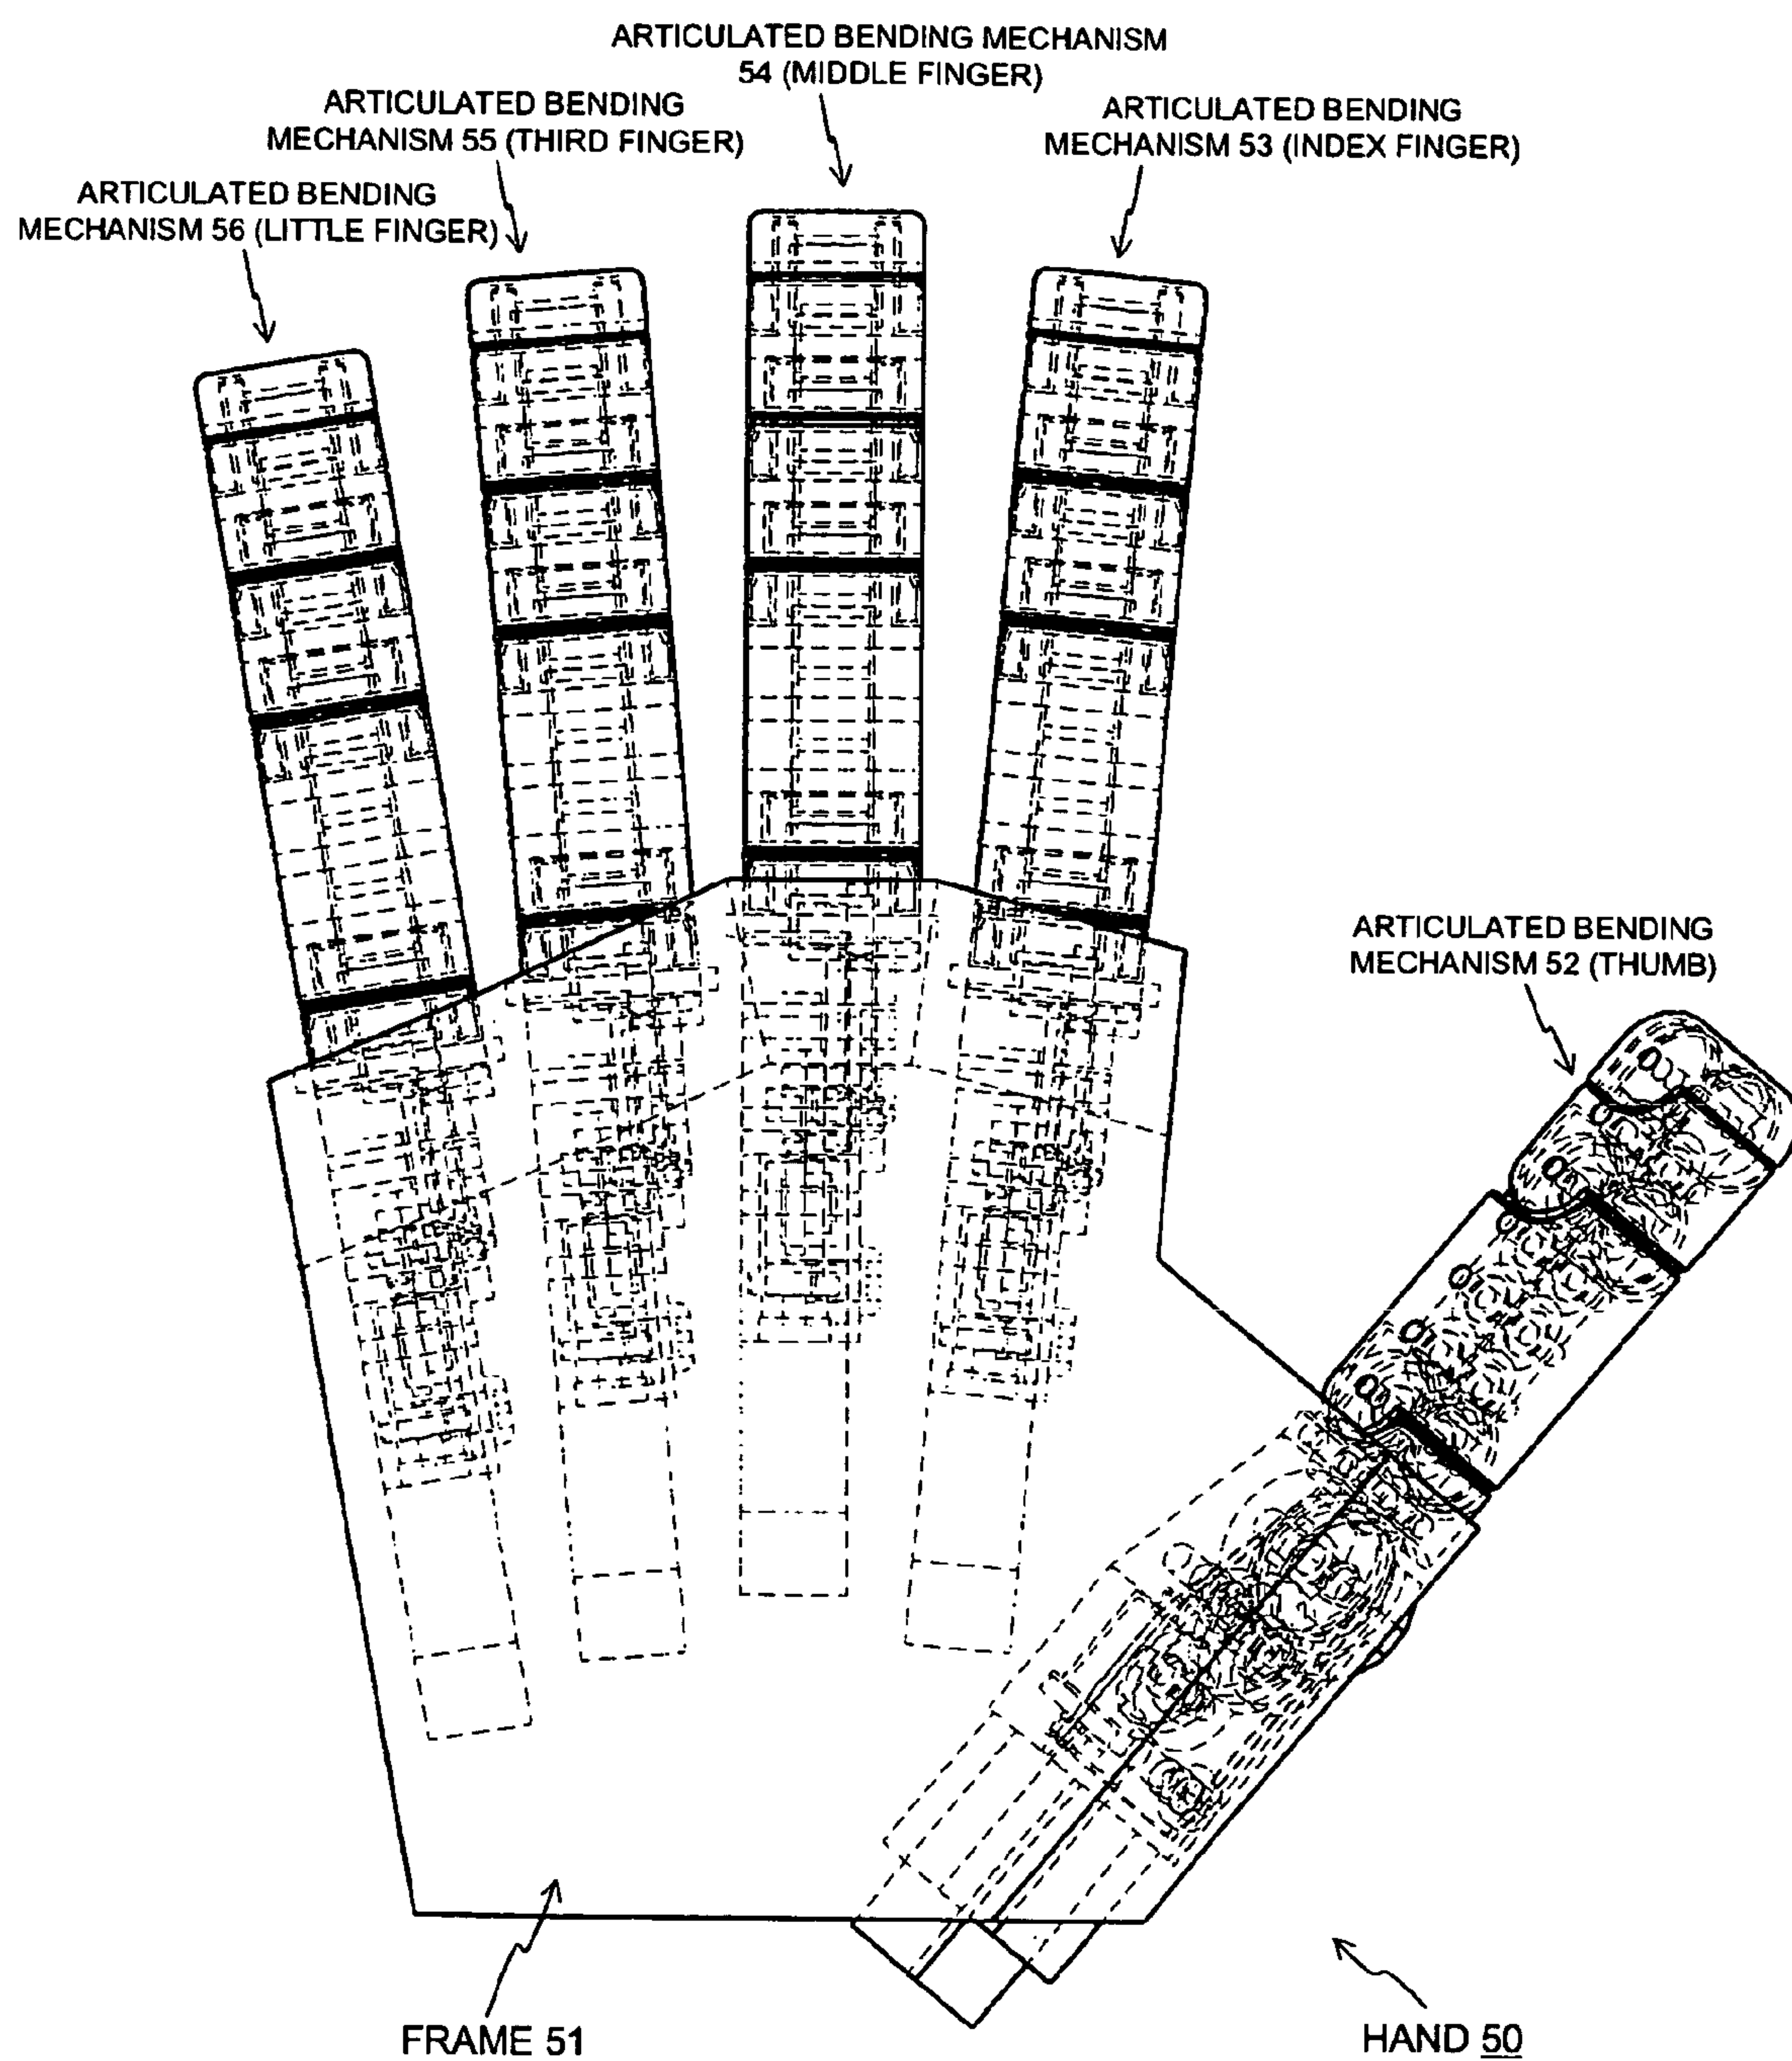 ARTICULATED BENDING MECHANISM
54 (MIDDLE FINGER)
ARTICULATED BENDING
MECHANISM 55 (THIRD FINGER)
ARTICULATED BENDING
MECHANISM 53 (INDEX FINGER)
ARTICULATED BENDING
MECHANISM 56 (LITTLE FINGER)
ARTICULATED BENDING
MECHANISM 52 (THUMB)
FRAME 51
HAND 50